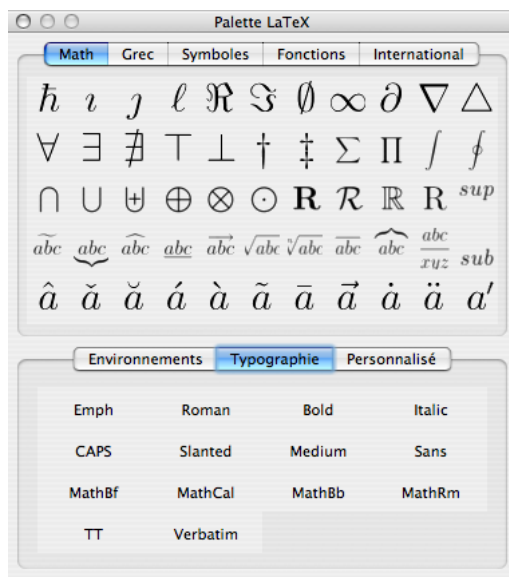 Palette LaTeX
Math Grec Symboles Fonctions International
ℏ ı ȷ ℓ ℜ ℑ ∅ ∞ ∂ ∇ △
∀ ∃ ∄ ⊤ ⊥ † ‡ ∑ ∏ ∫ ∮
∩ ∪ ⊎ ⊕ ⊗ ⊙ R R ℝ R sup
abc abc abc abc abc √abc ⁿ√abc abc abc abc/xyz sub
â ǎ ă á à ã ā a⃗ ȧ ä a′
Environnements Typographie Personnalisé
Emph Roman Bold Italic
CAPS Slanted Medium Sans
MathBf MathCal MathBb MathRm
TT Verbatim